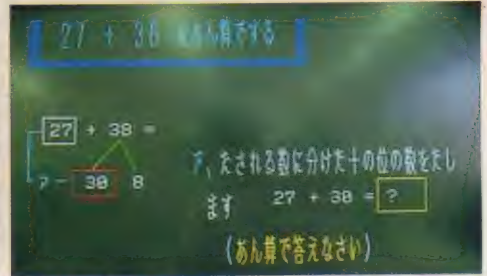 27 + 38 をあん算でする
27 + 38 =
ア 30 8
ア、たされる数に分けた十の位の数をたし
ます 27 + 30 = ?
(あん算で答えなさい)